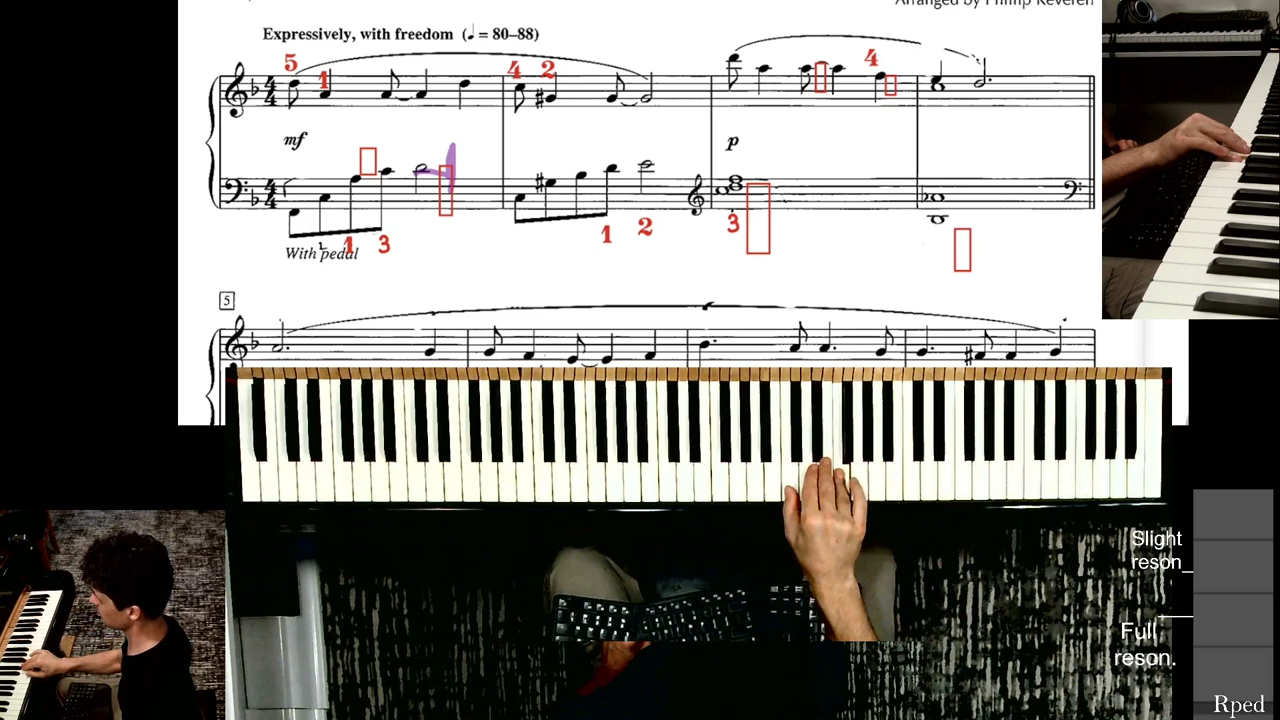 Arranged by Phillip Keveren
Expressively, with freedom (♩ = 80–88)
5 1 4 2 4
mf p
1 3 1 2 3
1
With pedal
5
Slight
reson_
Full
reson.
Rped